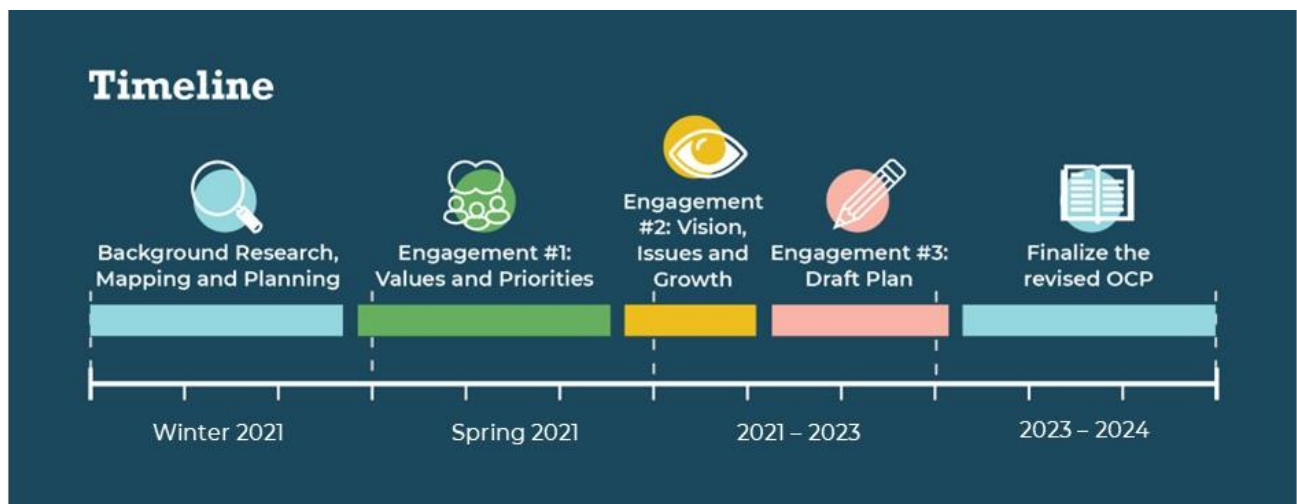 Timeline
Background Research,
Mapping and Planning
Engagement #1:
Values and Priorities
Engagement
#2: Vision,
Issues and
Growth
Engagement #3:
Draft Plan
Finalize the
revised OCP
Winter 2021
Spring 2021
2021 – 2023
2023 – 2024